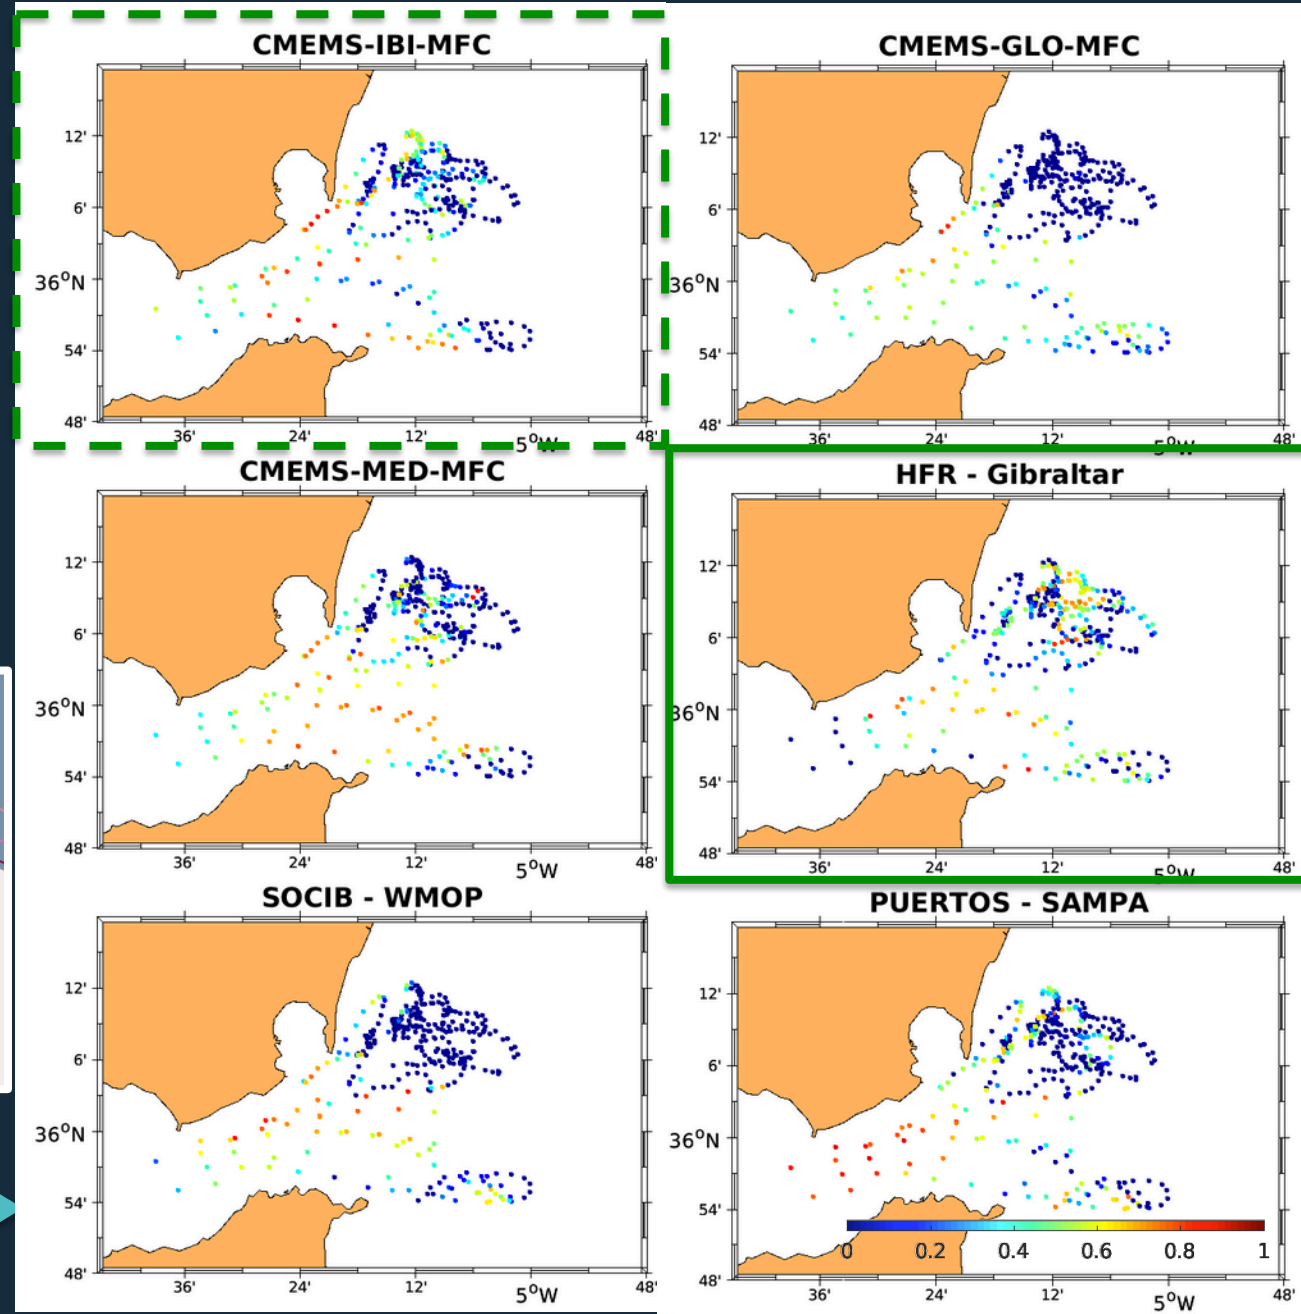 CMEMS-IBI-MFC
12'
6'
36°N
54'
48'
36' 24' 12' 5°W 48'
CMEMS-GLO-MFC
12'
6'
36°N
54'
48'
36' 24' 12' 5°W 48'
CMEMS-MED-MFC
12'
6'
36°N
54'
48'
36' 24' 12' 5°W 48'
HFR - Gibraltar
12'
6'
36°N
54'
48'
36' 24' 12' 5°W 48'
SOCIB - WMOP
12'
6'
36°N
54'
48'
36' 24' 12' 5°W 48'
PUERTOS - SAMPA
12'
6'
36°N
54'
0 0.2 0.4 0.6 0.8 1
48'
36' 24' 12' 5°W 48'